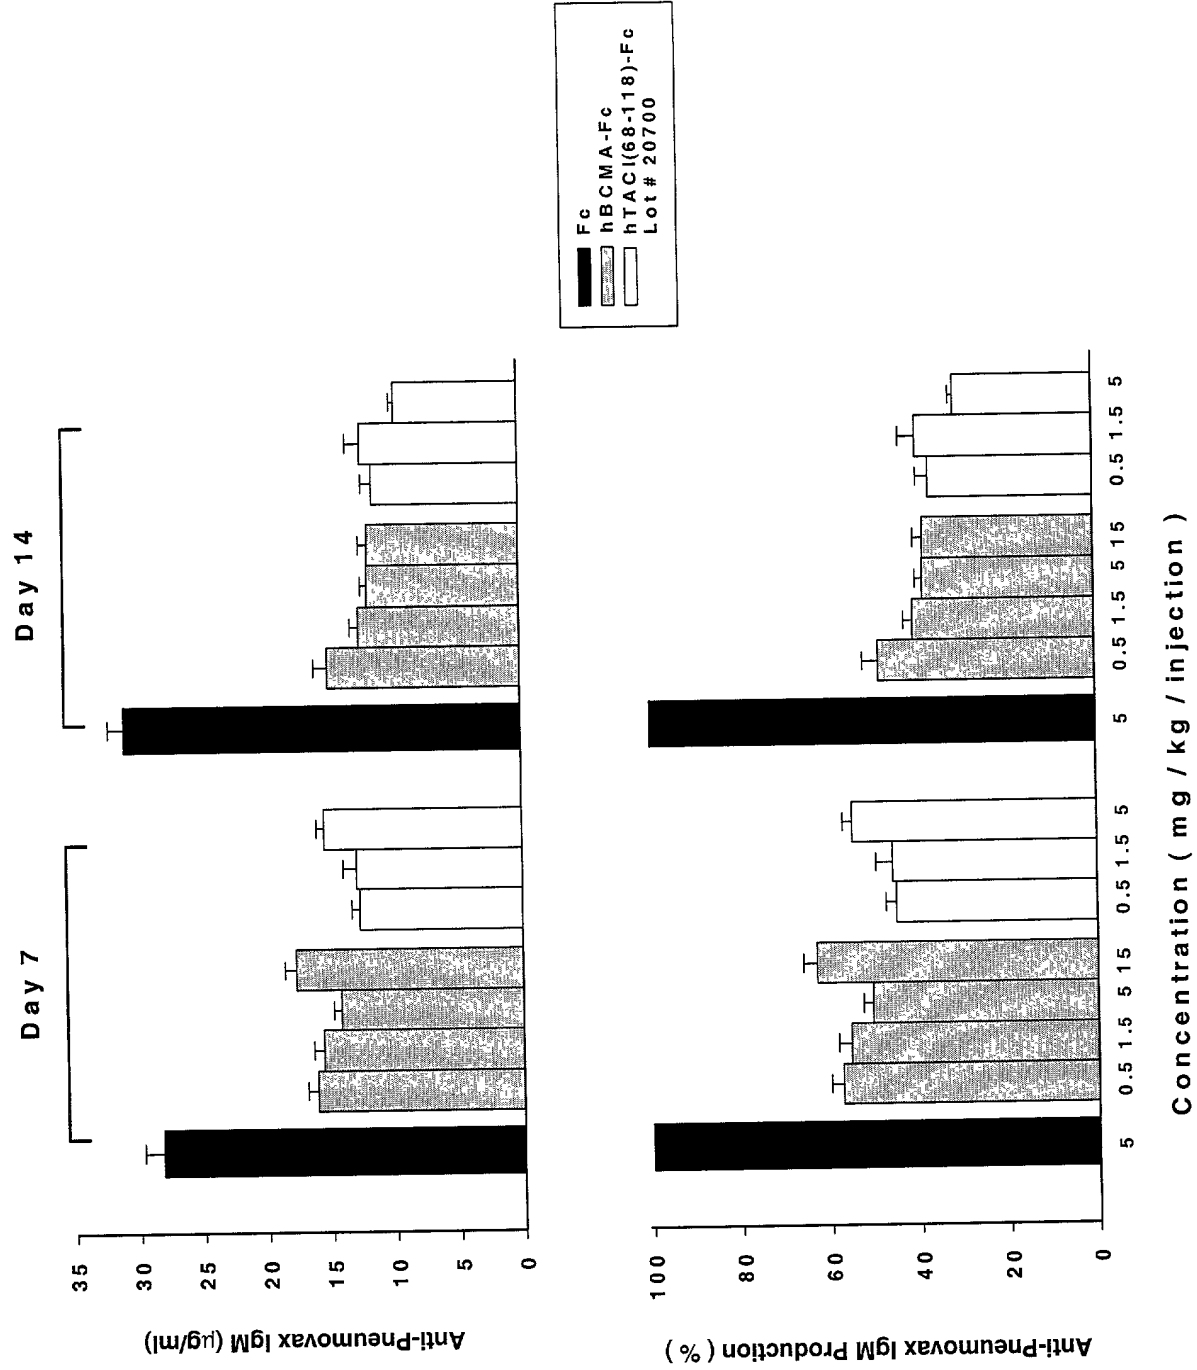 Day 7
Day 14
Anti-Pneumovax IgM (µg/ml)
35
30
25
20
15
10
5
0
Fc
hBCMA-Fc
hTACI(68-118)-Fc
Lot # 20700
Anti-Pneumovax IgM Production ( % )
100
80
60
40
20
0
5 0.5 1.5 5 15 0.5 1.5 5 5 0.5 1.5 5 15 0.5 1.5 5
Concentration ( mg / kg / injection )